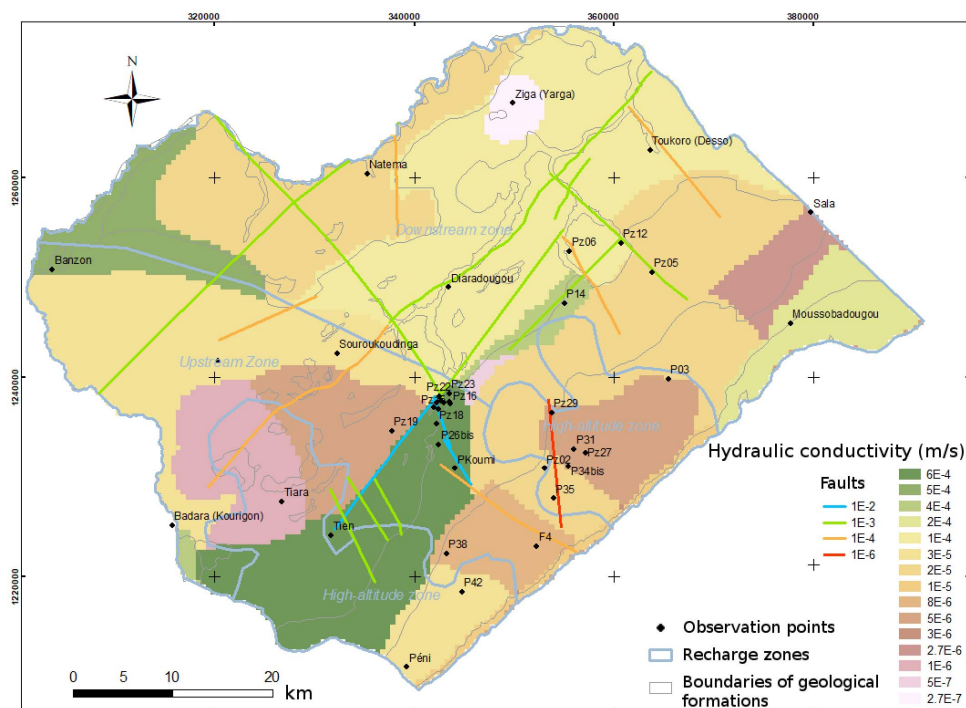 320000 340000 360000 380000
N
Ziga (Yarga)
Toukoro (Desso)
Natema
1260000
Sala
Downstream zone
Pz12
Pz06
Banzon
Pz05
Diaradougou
P14
Moussobadougou
Souroukoudinga
Upstream Zone
1240000
Pz23
P03
Pz22
Pz16
Pz29
Pz18
Pz19
High-altitude zone
P26bis
P31
Pz27
Hydraulic conductivity (m/s)
PKoumi
Pz02
P34bis
Faults
6E-4
5E-4
1E-2
4E-4
1E-3
2E-4
1E-4
1E-4
1E-6
3E-5
2E-5
1E-5
8E-6
5E-6
3E-6
2.7E-6
1E-6
5E-7
2.7E-7
Tiara
P35
Badara (Kourigon)
Tien
F4
P38
1220000
High-altitude zone
P42
Observation points
Péni
Recharge zones
Boundaries of geological
formations
0 5 10 20
km